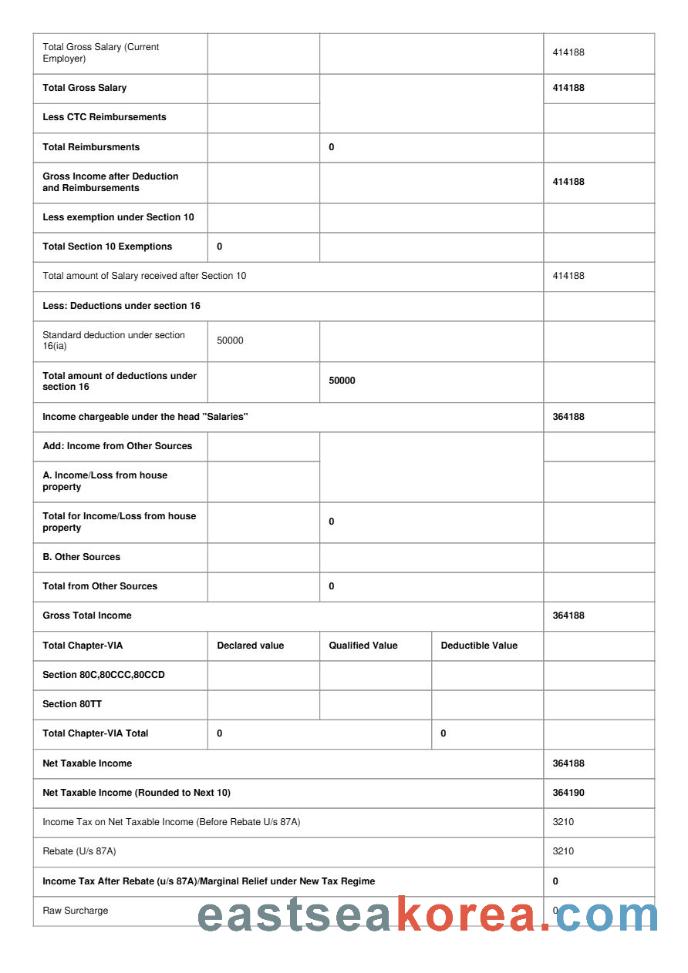 Total Gross Salary (Current
Employer)
414188
Total Gross Salary
414188
Less CTC Reimbursements
Total Reimbursments
0
Gross Income after Deduction
and Reimbursements
414188
Less exemption under Section 10
Total Section 10 Exemptions
0
Total amount of Salary received after Section 10
414188
Less: Deductions under section 16
Standard deduction under section
16(ia)
50000
Total amount of deductions under
section 16
50000
Income chargeable under the head "Salaries"
364188
Add: Income from Other Sources
A. Income/Loss from house
property
Total for Income/Loss from house
property
0
B. Other Sources
Total from Other Sources
0
Gross Total Income
364188
Total Chapter-VIA
Declared value
Qualified Value
Deductible Value
Section 80C,80CCC,80CCD
Section 80TT
Total Chapter-VIA Total
0
0
Net Taxable Income
364188
Net Taxable Income (Rounded to Next 10)
364190
Income Tax on Net Taxable Income (Before Rebate U/s 87A)
3210
Rebate (U/s 87A)
3210
Income Tax After Rebate (u/s 87A)/Marginal Relief under New Tax Regime
0
Raw Surcharge
0
eastseakorea.com